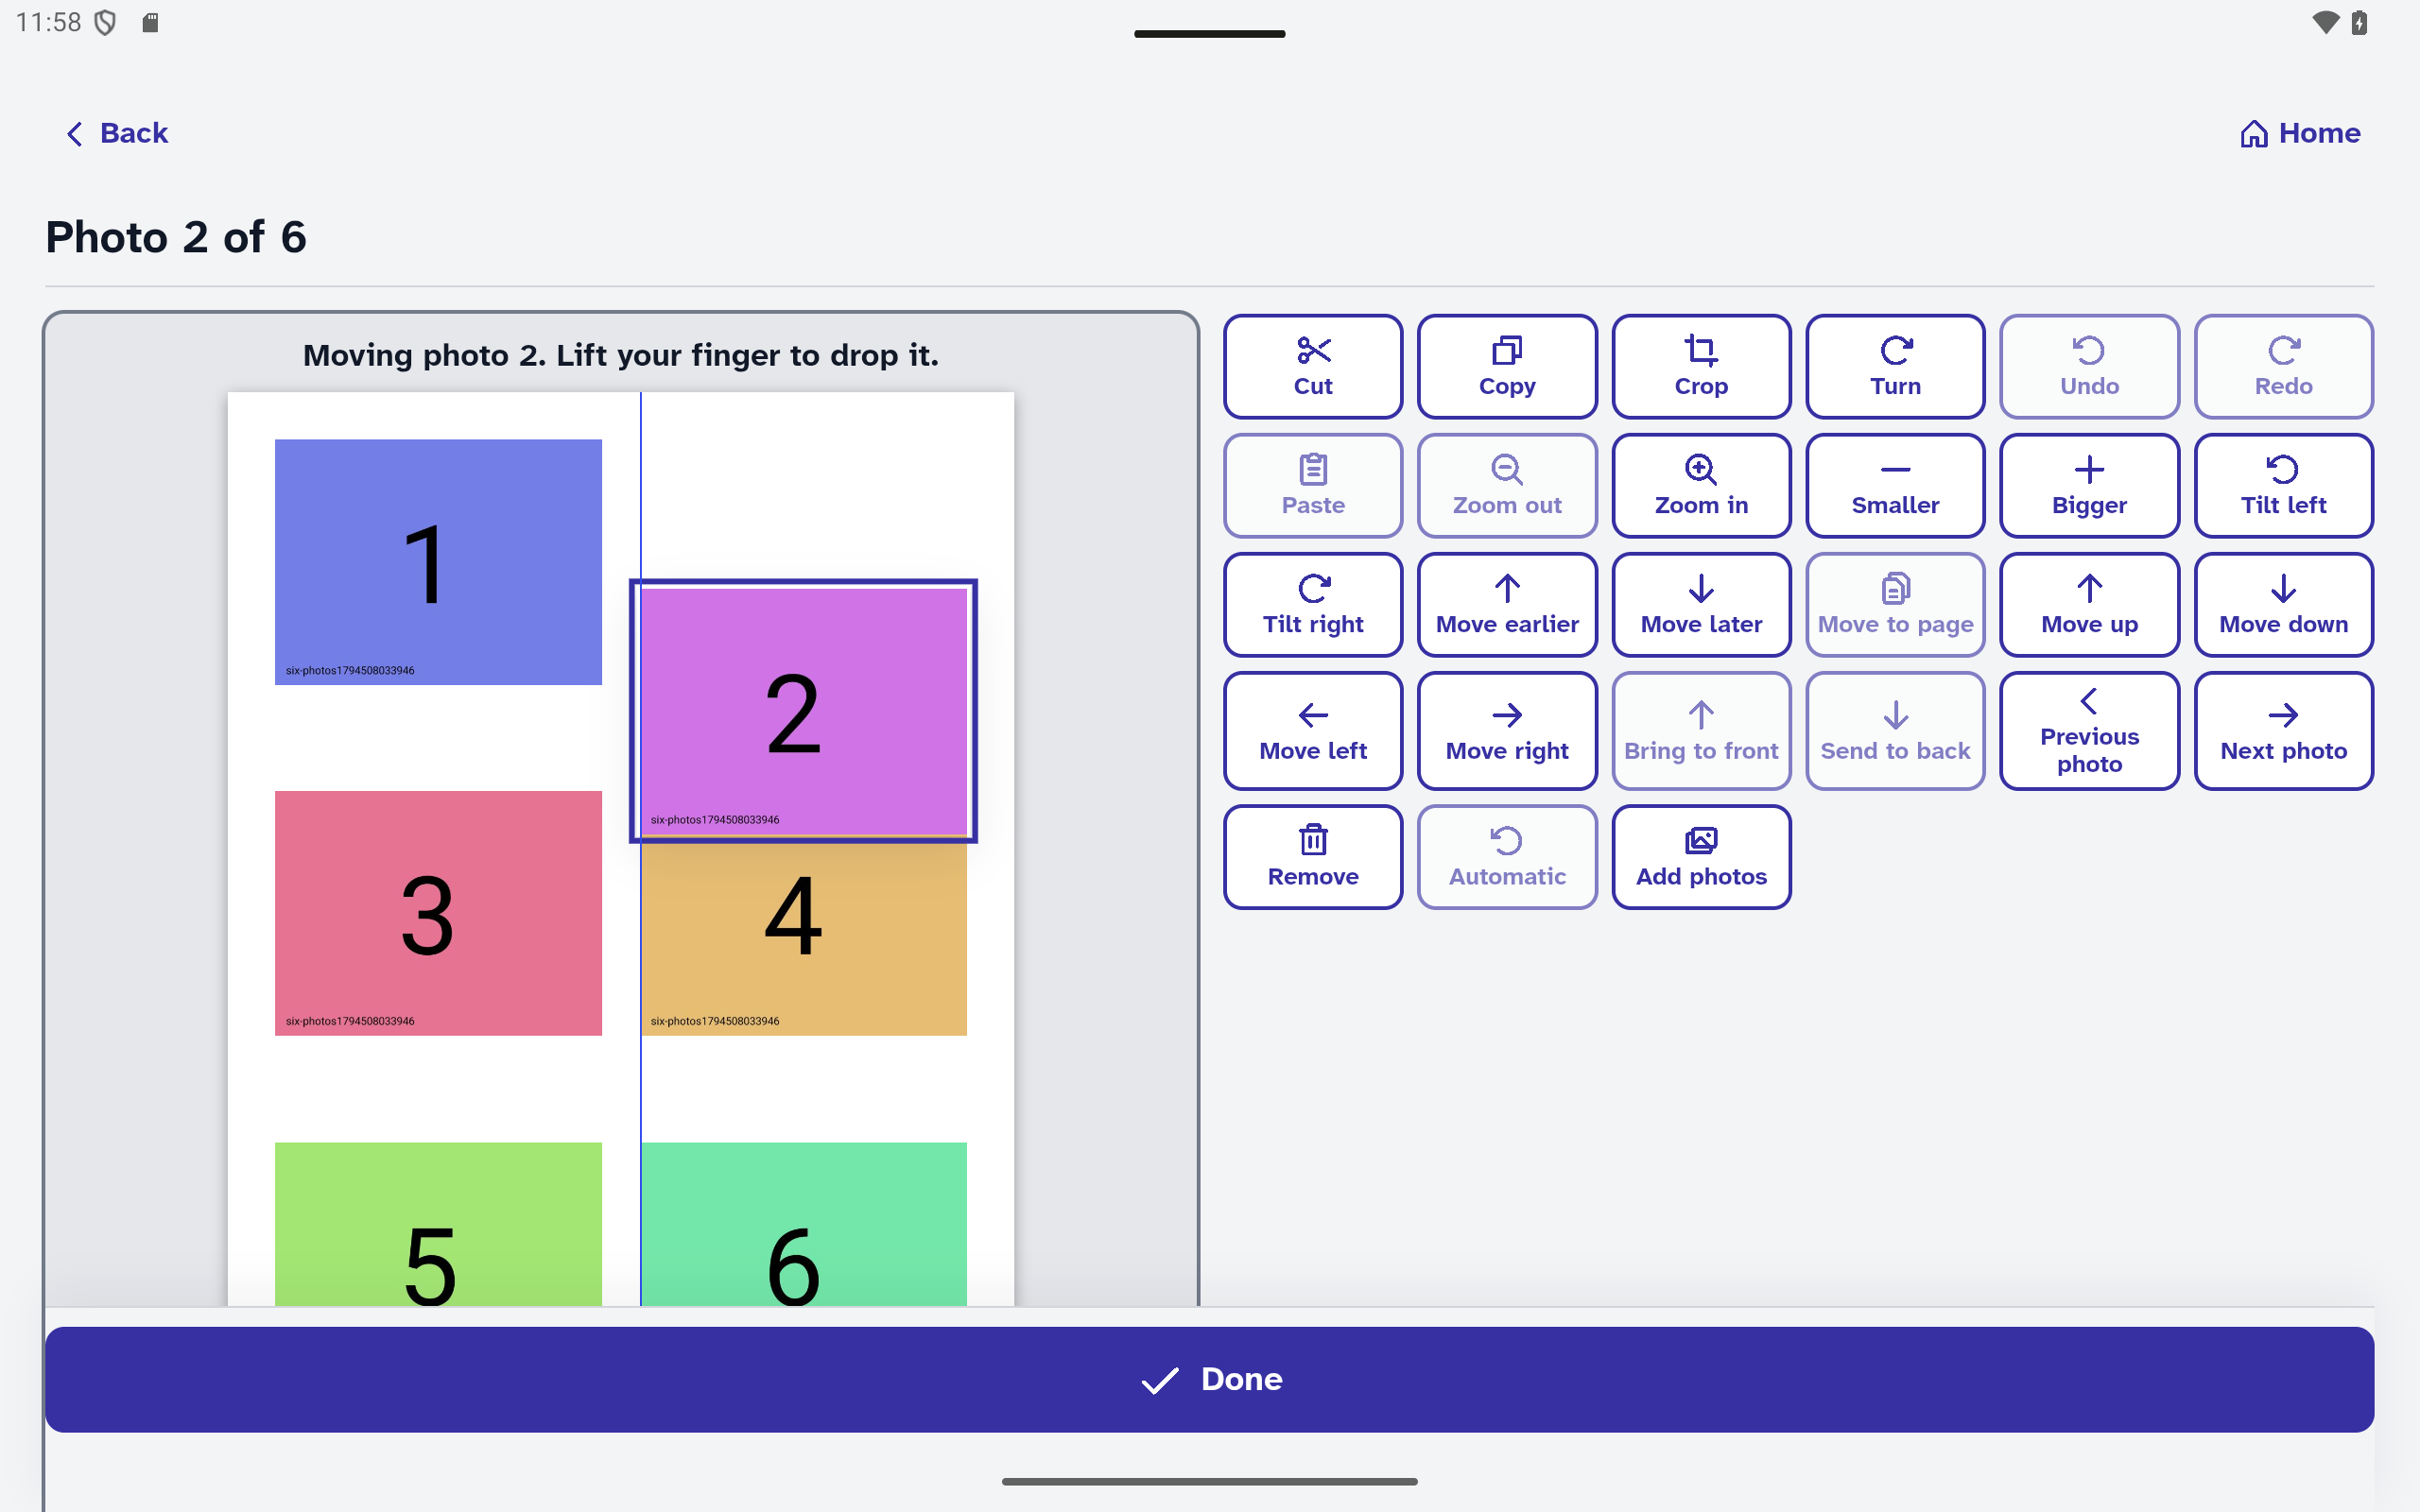 11:58
Back
Home
Photo 2 of 6
Moving photo 2. Lift your finger to drop it.
1
six-photos1794508033946
2
six-photos1794508033946
3
six-photos1794508033946
4
six-photos1794508033946
5
6
Cut
Copy
Crop
Turn
Undo
Redo
Paste
Zoom out
Zoom in
Smaller
Bigger
Tilt left
Tilt right
Move earlier
Move later
Move to page
Move up
Move down
Move left
Move right
Bring to front
Send to back
Previous
photo
Next photo
Remove
Automatic
Add photos
Done